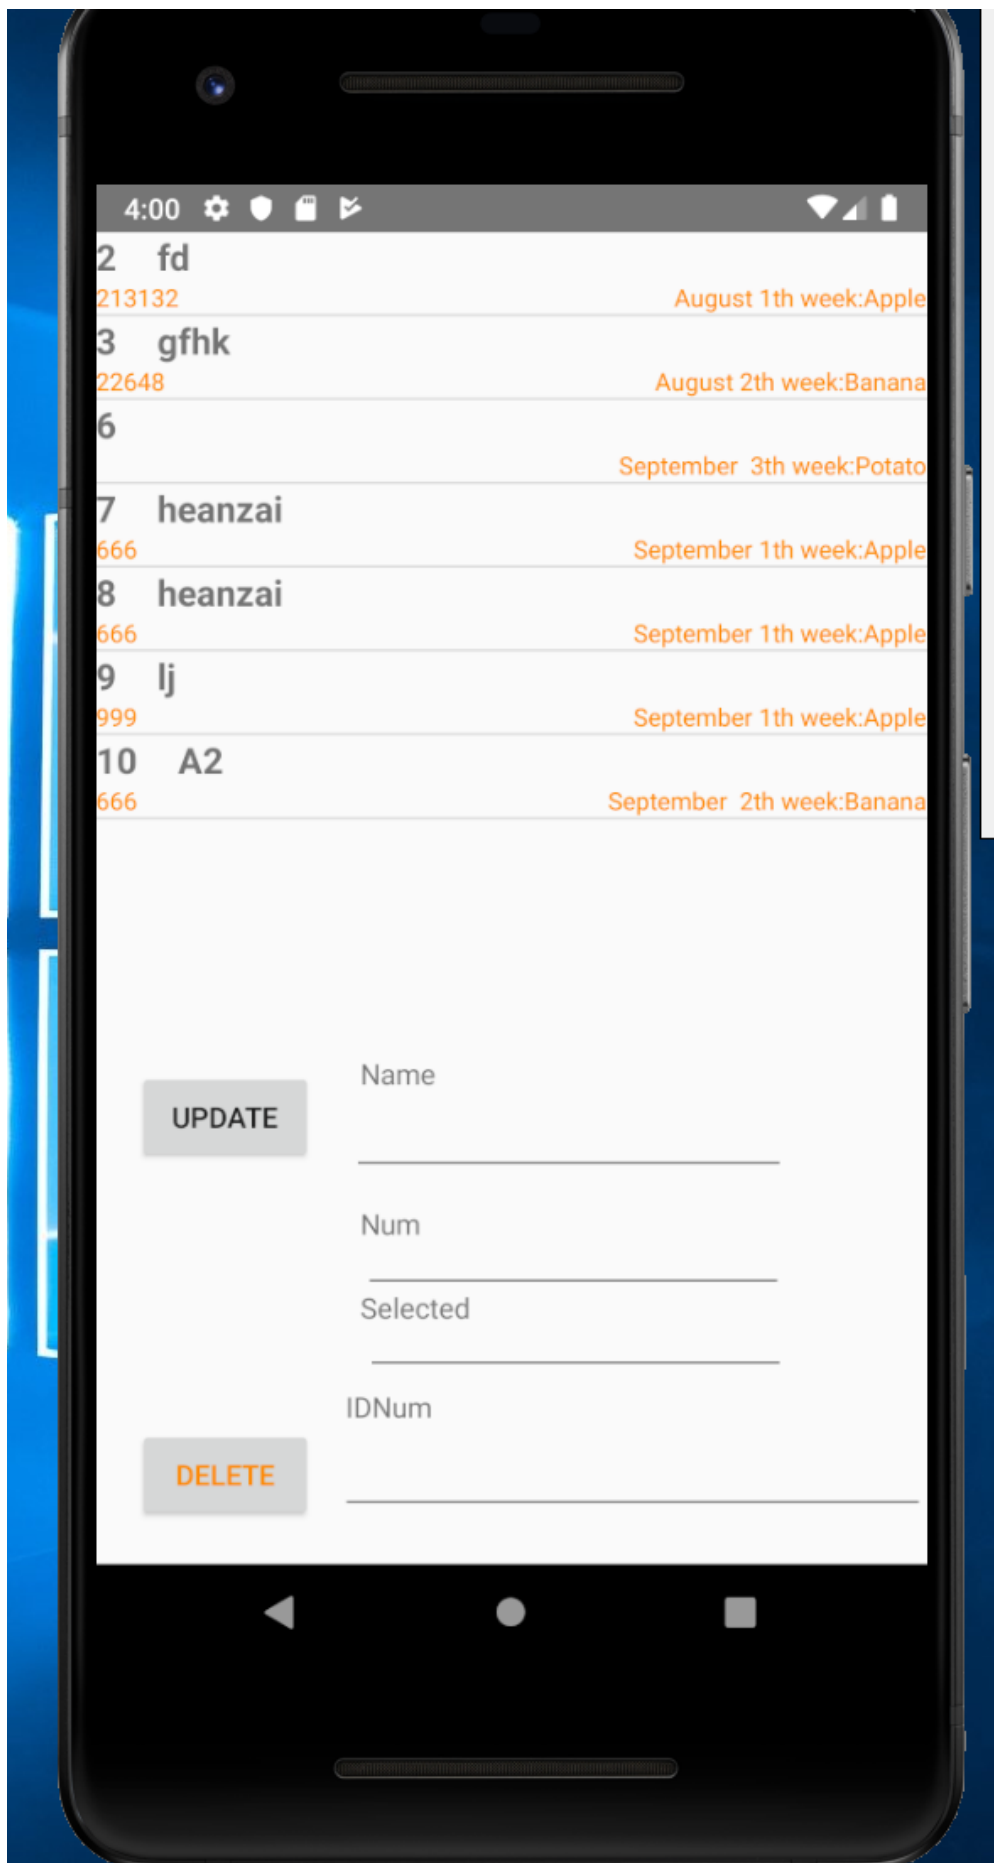 4:00
2 fd
213132 August 1th week:Apple
3 gfhk
22648 August 2th week:Banana
6
September  3th week:Potato
7 heanzai
666 September 1th week:Apple
8 heanzai
666 September 1th week:Apple
9 lj
999 September 1th week:Apple
10 A2
666 September  2th week:Banana
Name
UPDATE
Num
Selected
IDNum
DELETE